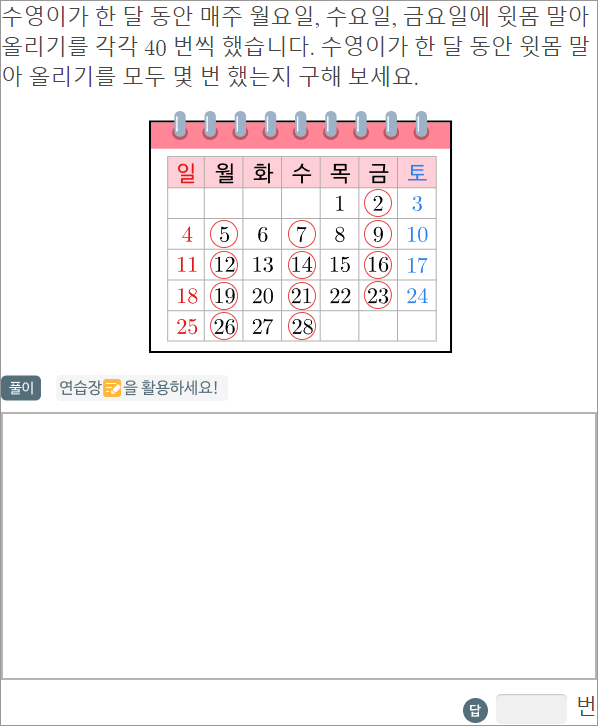 수영이가 한 달 동안 매주 월요일, 수요일, 금요일에 윗몸 말아
올리기를 각각 40 번씩 했습니다. 수영이가 한 달 동안 윗몸 말
아 올리기를 모두 몇 번 했는지 구해 보세요.
일 월 화 수 목 금 토
1 2 3
4 5 6 7 8 9 10
11 12 13 14 15 16 17
18 19 20 21 22 23 24
25 26 27 28
풀이 연습장을 활용하세요!
답 번